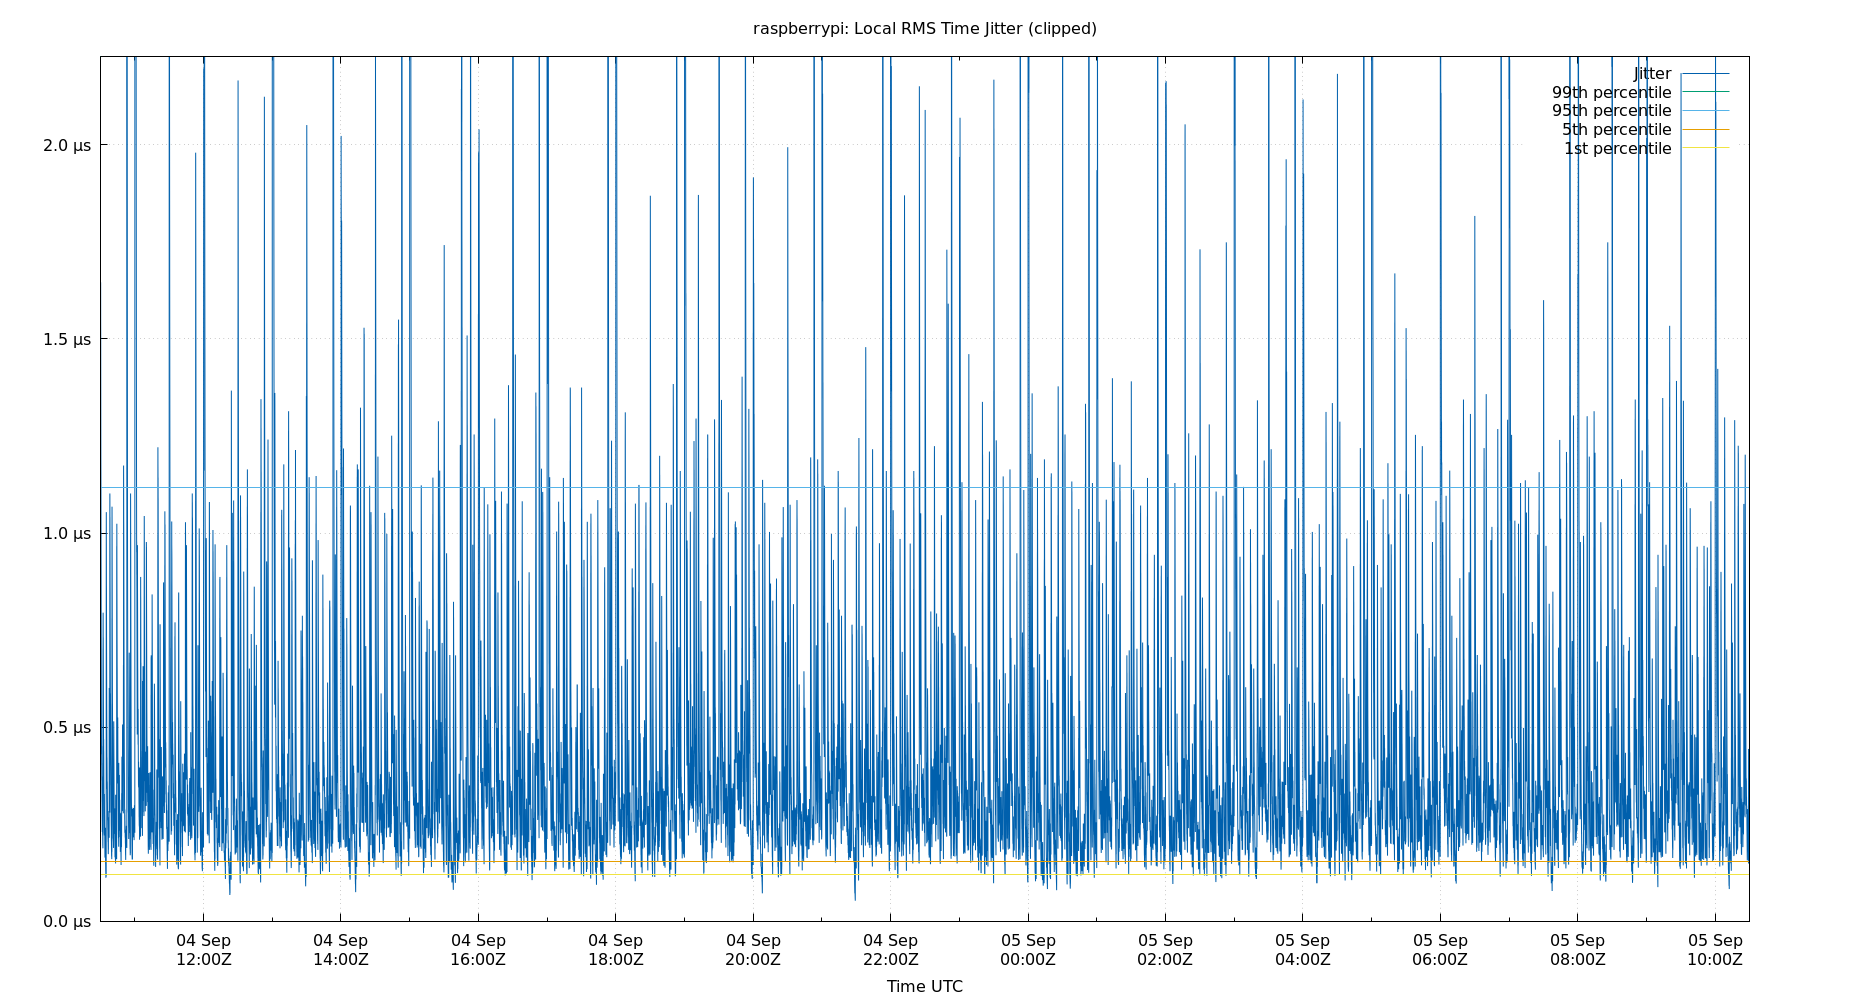 raspberrypi: Local RMS Time Jitter (clipped)
Jitter
99th percentile
95th percentile
5th percentile
1st percentile
2.0 µs
1.5 µs
1.0 µs
0.5 µs
0.0 µs
04 Sep 04 Sep 04 Sep 04 Sep 04 Sep 04 Sep 05 Sep 05 Sep 05 Sep 05 Sep 05 Sep 05 Sep
12:00Z 14:00Z 16:00Z 18:00Z 20:00Z 22:00Z 00:00Z 02:00Z 04:00Z 06:00Z 08:00Z 10:00Z
Time UTC